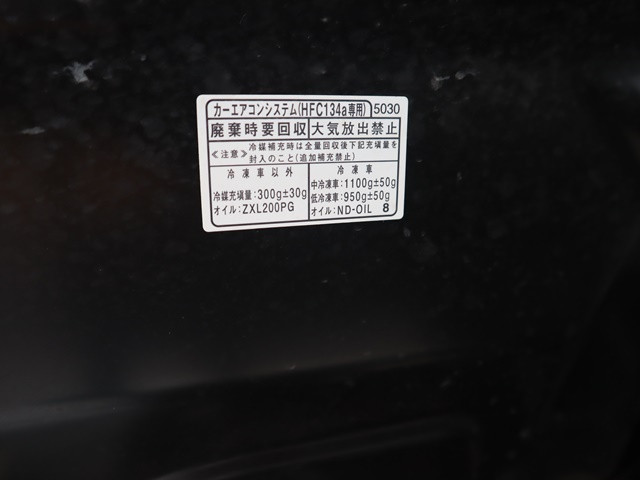 カーエアコンシステム(HFC134a専用) 5030
廃棄時要回収 大気放出禁止
≪注意≫ 冷媒補充時は全量回収後下記充填量を
封入のこと(追加補充禁止)
冷凍車以外
冷媒充填量:300g±30g
オイル:ZXL200PG
冷凍車
中冷凍車:1100g±50g
低冷凍車:950g±50g
オイル:ND-OIL 8